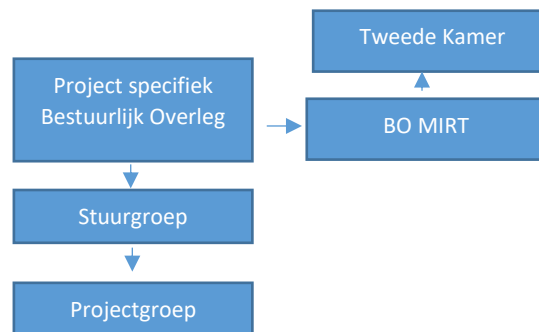 Tweede Kamer
Project specifiek
Bestuurlijk Overleg
BO MIRT
Stuurgroep
Projectgroep